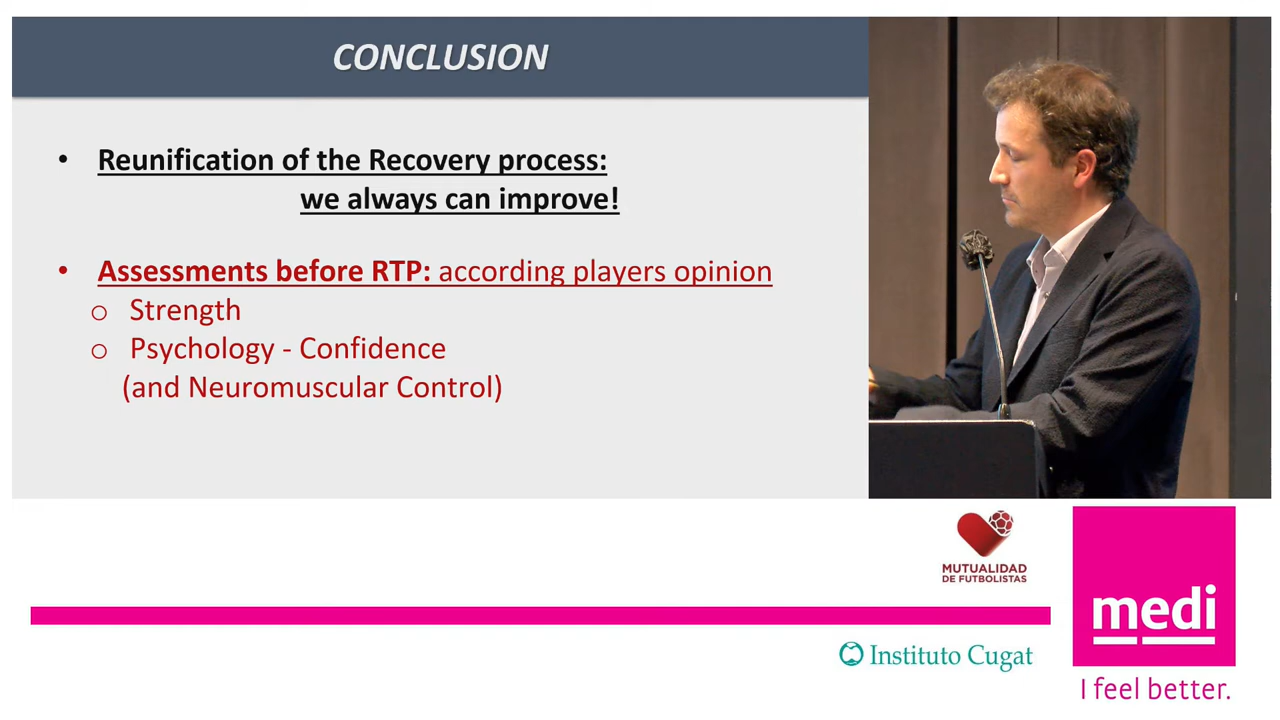 CONCLUSION
• Reunification of the Recovery process:
we always can improve!
• Assessments before RTP: according players opinion
o Strength
o Psychology - Confidence
(and Neuromuscular Control)
MUTUALIDAD
DE FUTBOLISTAS
medi
Instituto Cugat
I feel better.